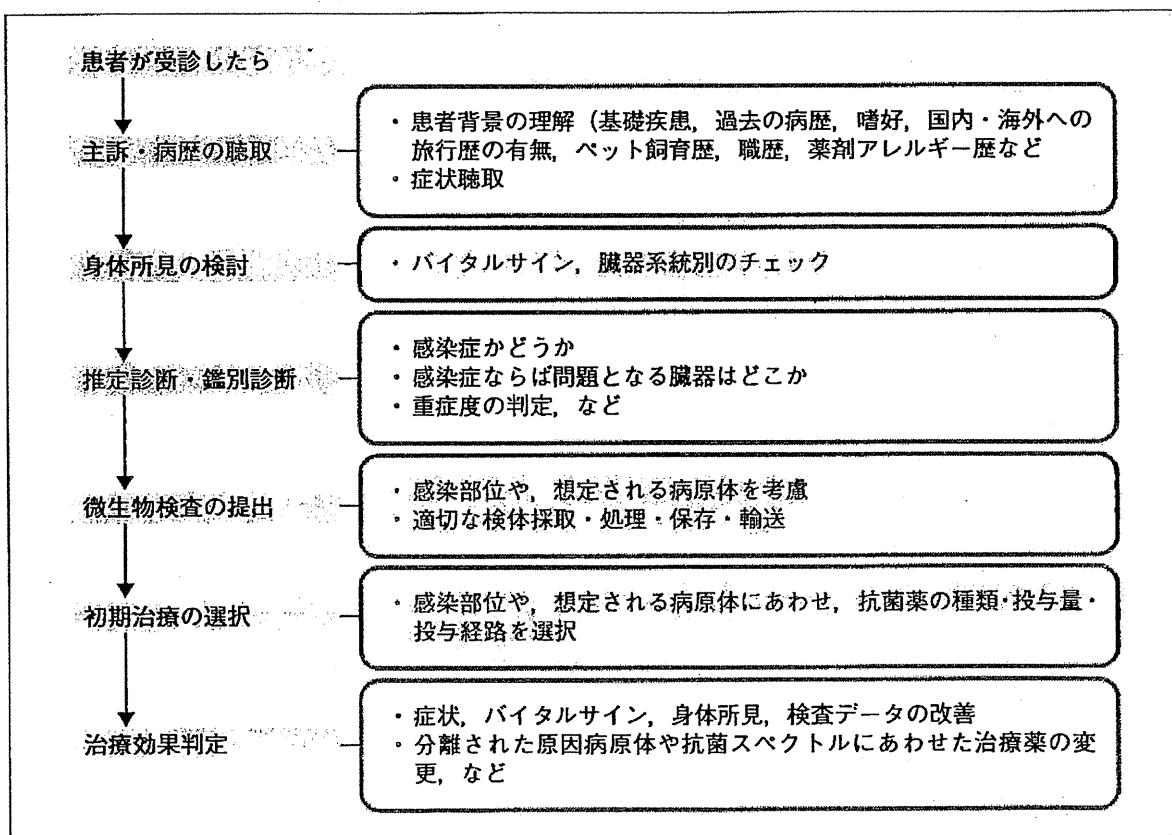 患者が受診したら
主訴・病歴の聴取
・患者背景の理解（基礎疾患，過去の病歴，嗜好，国内・海外への
旅行歴の有無，ペット飼育歴，職歴，薬剤アレルギー歴など
・症状聴取
身体所見の検討
・バイタルサイン，臓器系統別のチェック
推定診断・鑑別診断
・感染症かどうか
・感染症ならば問題となる臓器はどこか
・重症度の判定，など
微生物検査の提出
・感染部位や，想定される病原体を考慮
・適切な検体採取・処理・保存・輸送
初期治療の選択
・感染部位や，想定される病原体にあわせ，抗菌薬の種類・投与量・
投与経路を選択
治療効果判定
・症状，バイタルサイン，身体所見，検査データの改善
・分離された原因病原体や抗菌スペクトルにあわせた治療薬の変
更，など